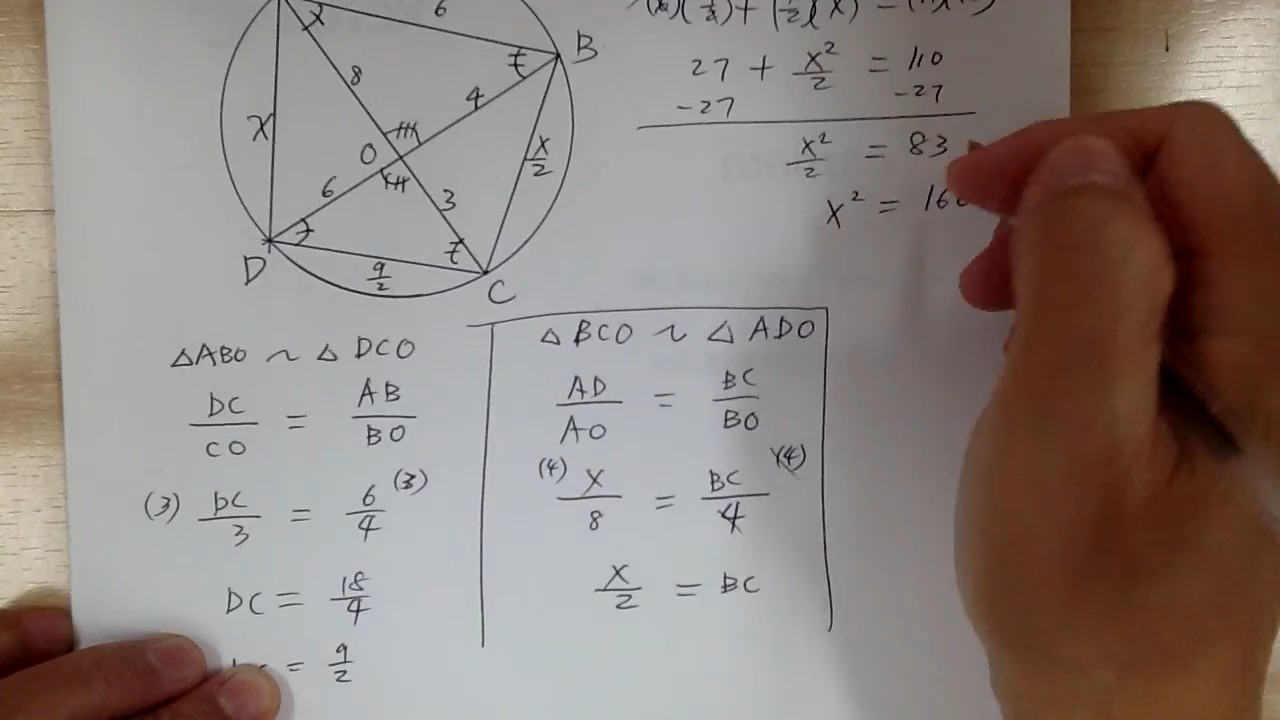 6
8
4
B
x
O
x/2
6
3
D
9/2
C
27 + x²/2 = 110
-27 -27
x²/2 = 83
x² = 16
△ABO ~ △DCO
DC/CO = AB/BO
(3) DC/3 = 6/4 (3)
DC = 18/4
= 9/2
△BCO ~ △ADO
AD/AO = BC/BO
(4) x/8 = BC/4 (4)
x/2 = BC